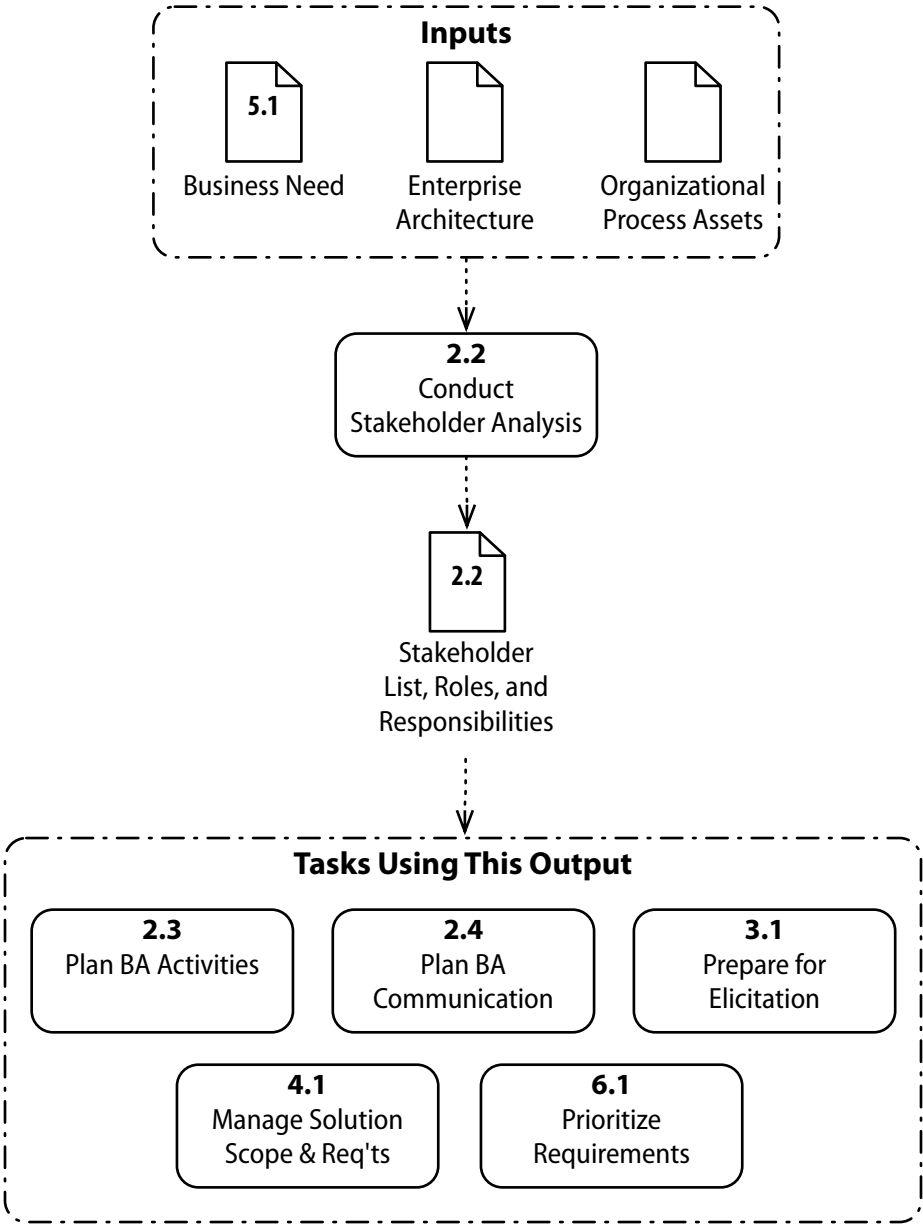 Inputs
5.1
Business Need
Enterprise
Architecture
Organizational
Process Assets
2.2
Conduct
Stakeholder Analysis
2.2
Stakeholder
List, Roles, and
Responsibilities
Tasks Using This Output
2.3
Plan BA Activities
2.4
Plan BA
Communication
3.1
Prepare for
Elicitation
4.1
Manage Solution
Scope & Req'ts
6.1
Prioritize
Requirements